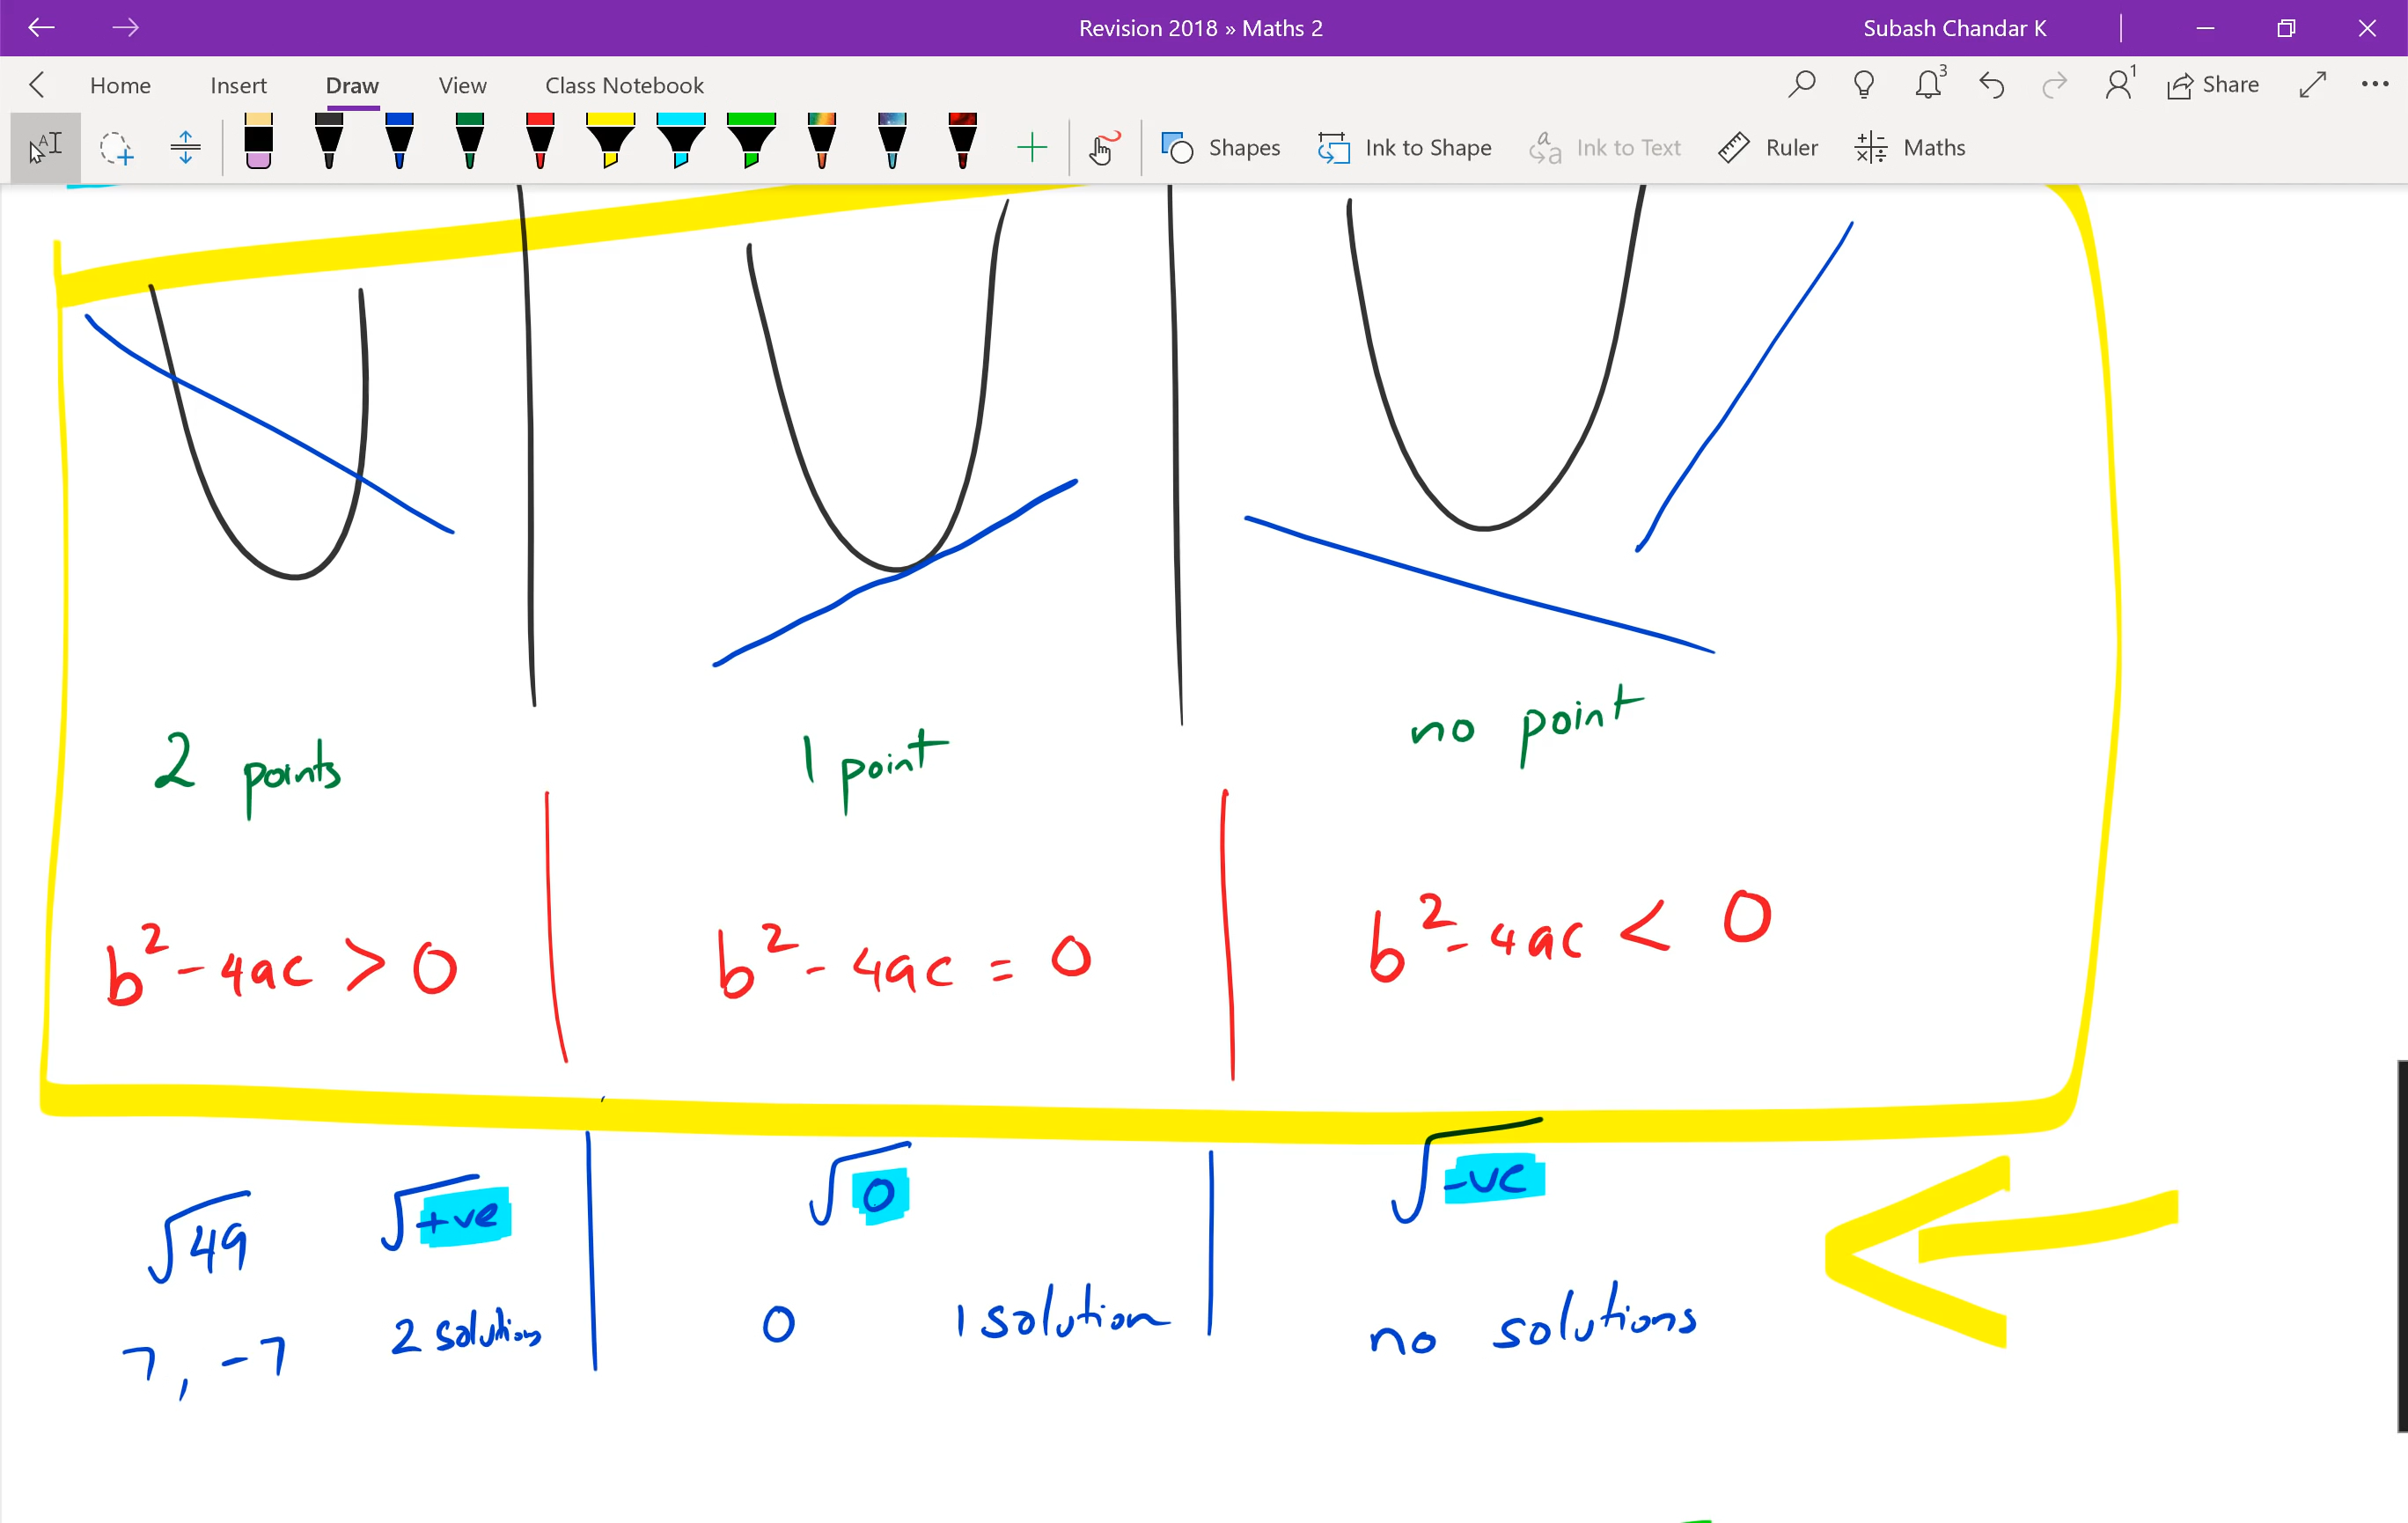 Revision 2018 » Maths 2
Subash Chandar K
Home Insert Draw View Class Notebook
3
1
Share
Shapes Ink to Shape Ink to Text Ruler Maths
2 points
1 point
no point
b² - 4ac > 0
b² - 4ac = 0
b² - 4ac < 0
√49 √+ve
√0
√-ve
7, -7 2 solutions
0 1 solution
no solutions